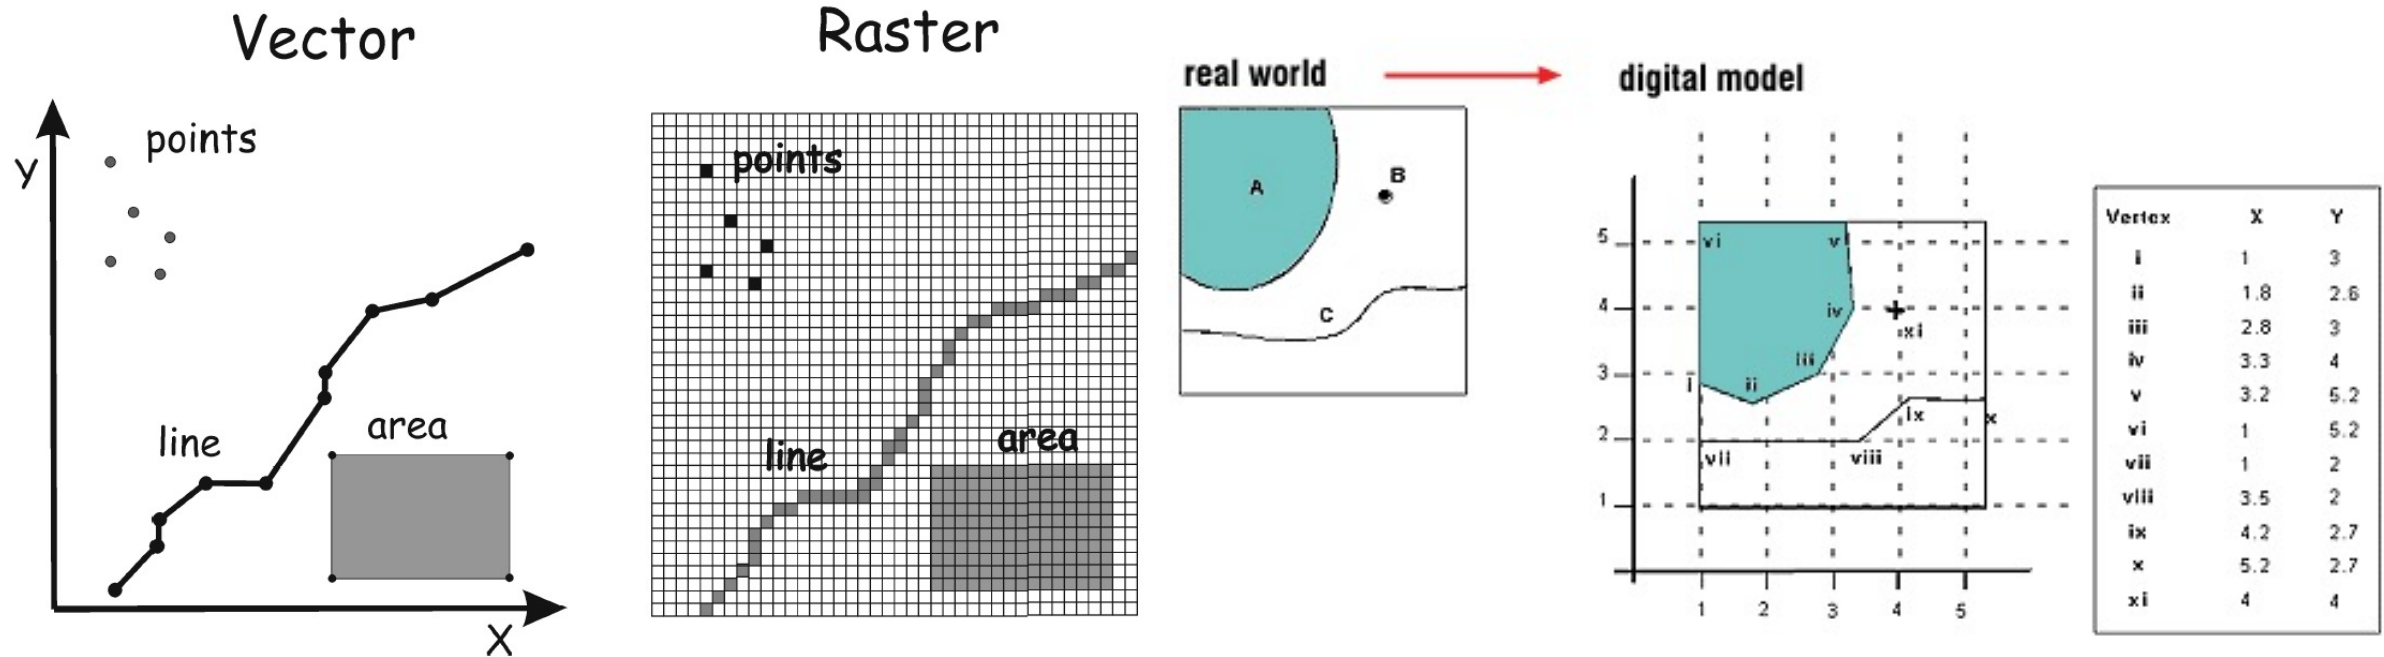 Vector
Y
points
line
area
X
Raster
points
line
area
real world
A
B
C
digital model
5
4
3
2
1
1 2 3 4 5
vi
v
iv
xi
iii
i
ii
ix
x
vii
viii
Vertex X Y
i 1 3
ii 1.8 2.6
iii 2.8 3
iv 3.3 4
v 3.2 5.2
vi 1 5.2
vii 1 2
viii 3.5 2
ix 4.2 2.7
x 5.2 2.7
xi 4 4